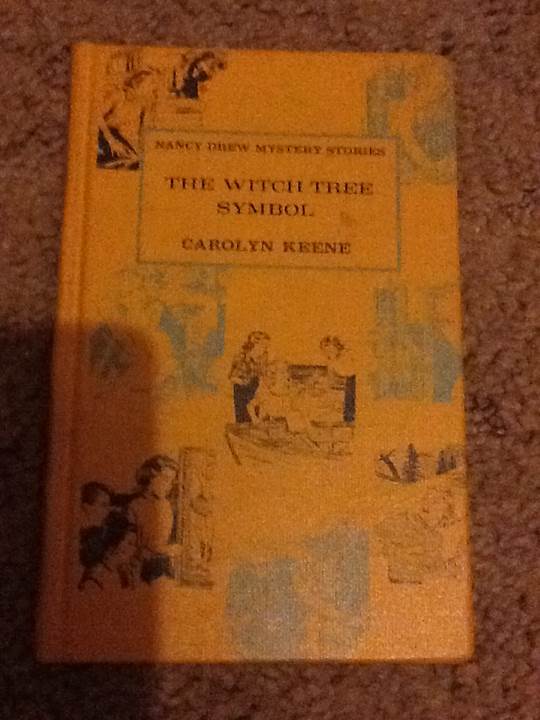 NANCY DREW MYSTERY STORIES
THE WITCH TREE
SYMBOL
CAROLYN KEENE